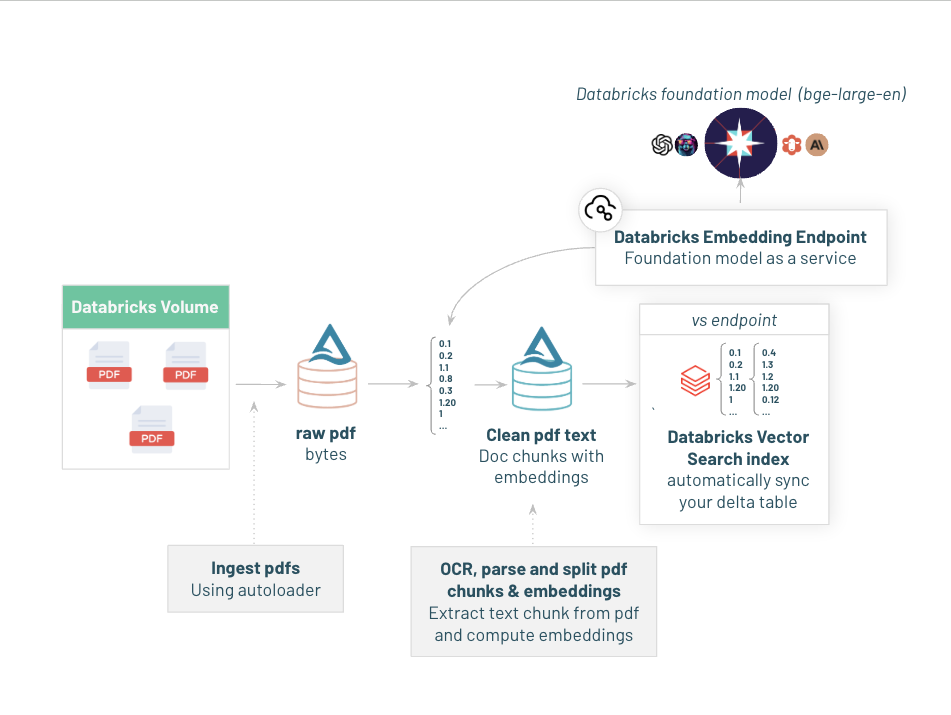 Databricks foundation model (bge-large-en)
AI
Databricks Embedding Endpoint
Foundation model as a service
Databricks Volume
PDF
PDF
PDF
raw pdf
bytes
0.1
0.2
1.1
0.8
0.3
1.20
1
...
Clean pdf text
Doc chunks with
embeddings
vs endpoint
0.1
0.2
1.1
1.20
1
...
0.4
1.3
1.2
1.20
0.12
...
Databricks Vector
Search index
automatically sync
your delta table
Ingest pdfs
Using autoloader
OCR, parse and split pdf
chunks & embeddings
Extract text chunk from pdf
and compute embeddings